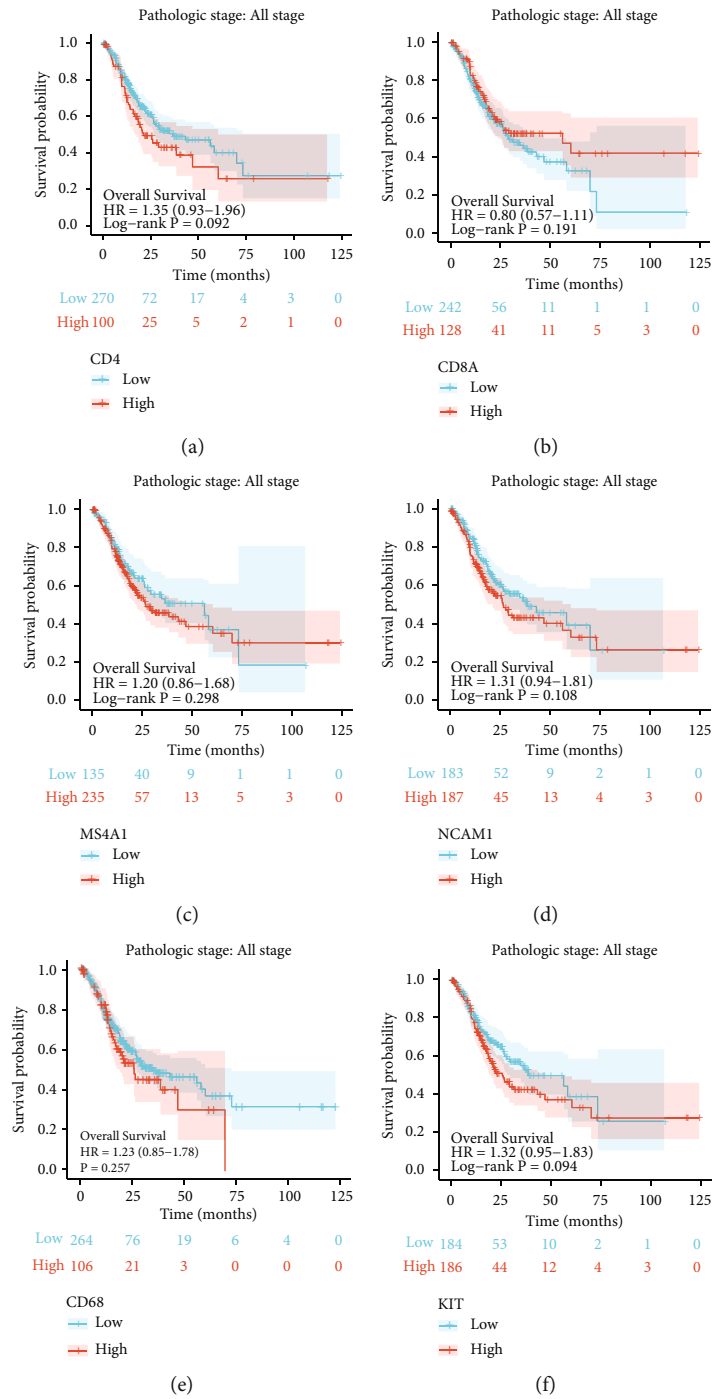 Pathologic stage: All stage
Survival probability
1.0
0.8
0.6
0.4
0.2
0.0
Overall Survival
HR = 1.35 (0.93–1.96)
Log−rank P = 0.092
0 25 50 75 100 125
Time (months)
Low 270 72 17 4 3 0
High 100 25 5 2 1 0
CD4
Low
High
(a)
Pathologic stage: All stage
Survival probability
1.0
0.8
0.6
0.4
0.2
0.0
Overall Survival
HR = 0.80 (0.57–1.11)
Log−rank P = 0.191
0 25 50 75 100 125
Time (months)
Low 242 56 11 1 1 0
High 128 41 11 5 3 0
CD8A
Low
High
(b)
Pathologic stage: All stage
Survival probability
1.0
0.8
0.6
0.4
0.2
0.0
Overall Survival
HR = 1.20 (0.86–1.68)
Log−rank P = 0.298
0 25 50 75 100 125
Time (months)
Low 135 40 9 1 1 0
High 235 57 13 5 3 0
MS4A1
Low
High
(c)
Pathologic stage: All stage
Survival probability
1.0
0.8
0.6
0.4
0.2
0.0
Overall Survival
HR = 1.31 (0.94–1.81)
Log−rank P = 0.108
0 25 50 75 100 125
Time (months)
Low 183 52 9 2 1 0
High 187 45 13 4 3 0
NCAM1
Low
High
(d)
Pathologic stage: All stage
Survival probability
1.0
0.8
0.6
0.4
0.2
0.0
Overall Survival
HR = 1.23 (0.85–1.78)
P = 0.257
0 25 50 75 100 125
Time (months)
Low 264 76 19 6 4 0
High 106 21 3 0 0 0
CD68
Low
High
(e)
Pathologic stage: All stage
Survival probability
1.0
0.8
0.6
0.4
0.2
0.0
Overall Survival
HR = 1.32 (0.95–1.83)
Log−rank P = 0.094
0 25 50 75 100 125
Time (months)
Low 184 53 10 2 1 0
High 186 44 12 4 3 0
KIT
Low
High
(f)